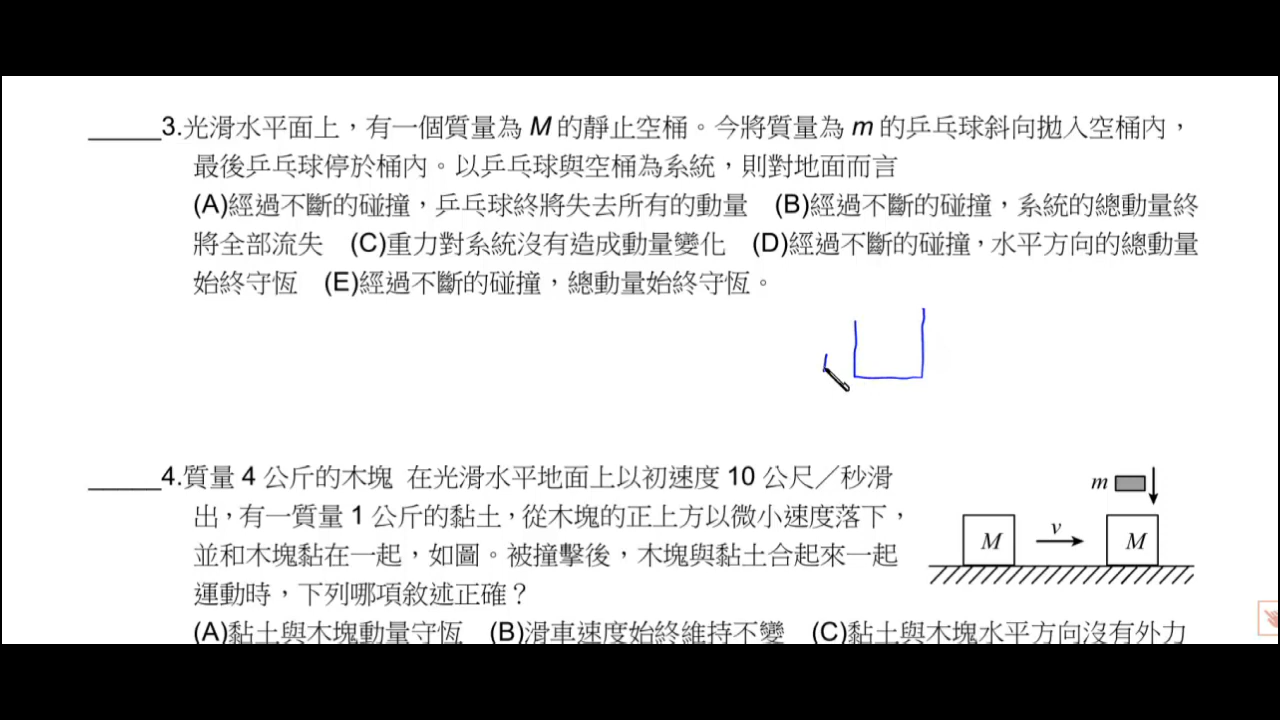 _____3.光滑水平面上，有一個質量為 M 的靜止空桶。今將質量為 m 的乒乓球斜向拋入空桶內，
最後乒乓球停於桶內。以乒乓球與空桶為系統，則對地面而言
(A)經過不斷的碰撞，乒乓球終將失去所有的動量 (B)經過不斷的碰撞，系統的總動量終
將全部流失 (C)重力對系統沒有造成動量變化 (D)經過不斷的碰撞，水平方向的總動量
始終守恆 (E)經過不斷的碰撞，總動量始終守恆。
_____4.質量 4 公斤的木塊 在光滑水平地面上以初速度 10 公尺／秒滑
出，有一質量 1 公斤的黏土，從木塊的正上方以微小速度落下，
並和木塊黏在一起，如圖。被撞擊後，木塊與黏土合起來一起
運動時，下列哪項敘述正確？
(A)黏土與木塊動量守恆 (B)滑車速度始終維持不變 (C)黏土與木塊水平方向沒有外力
m
M
v
M